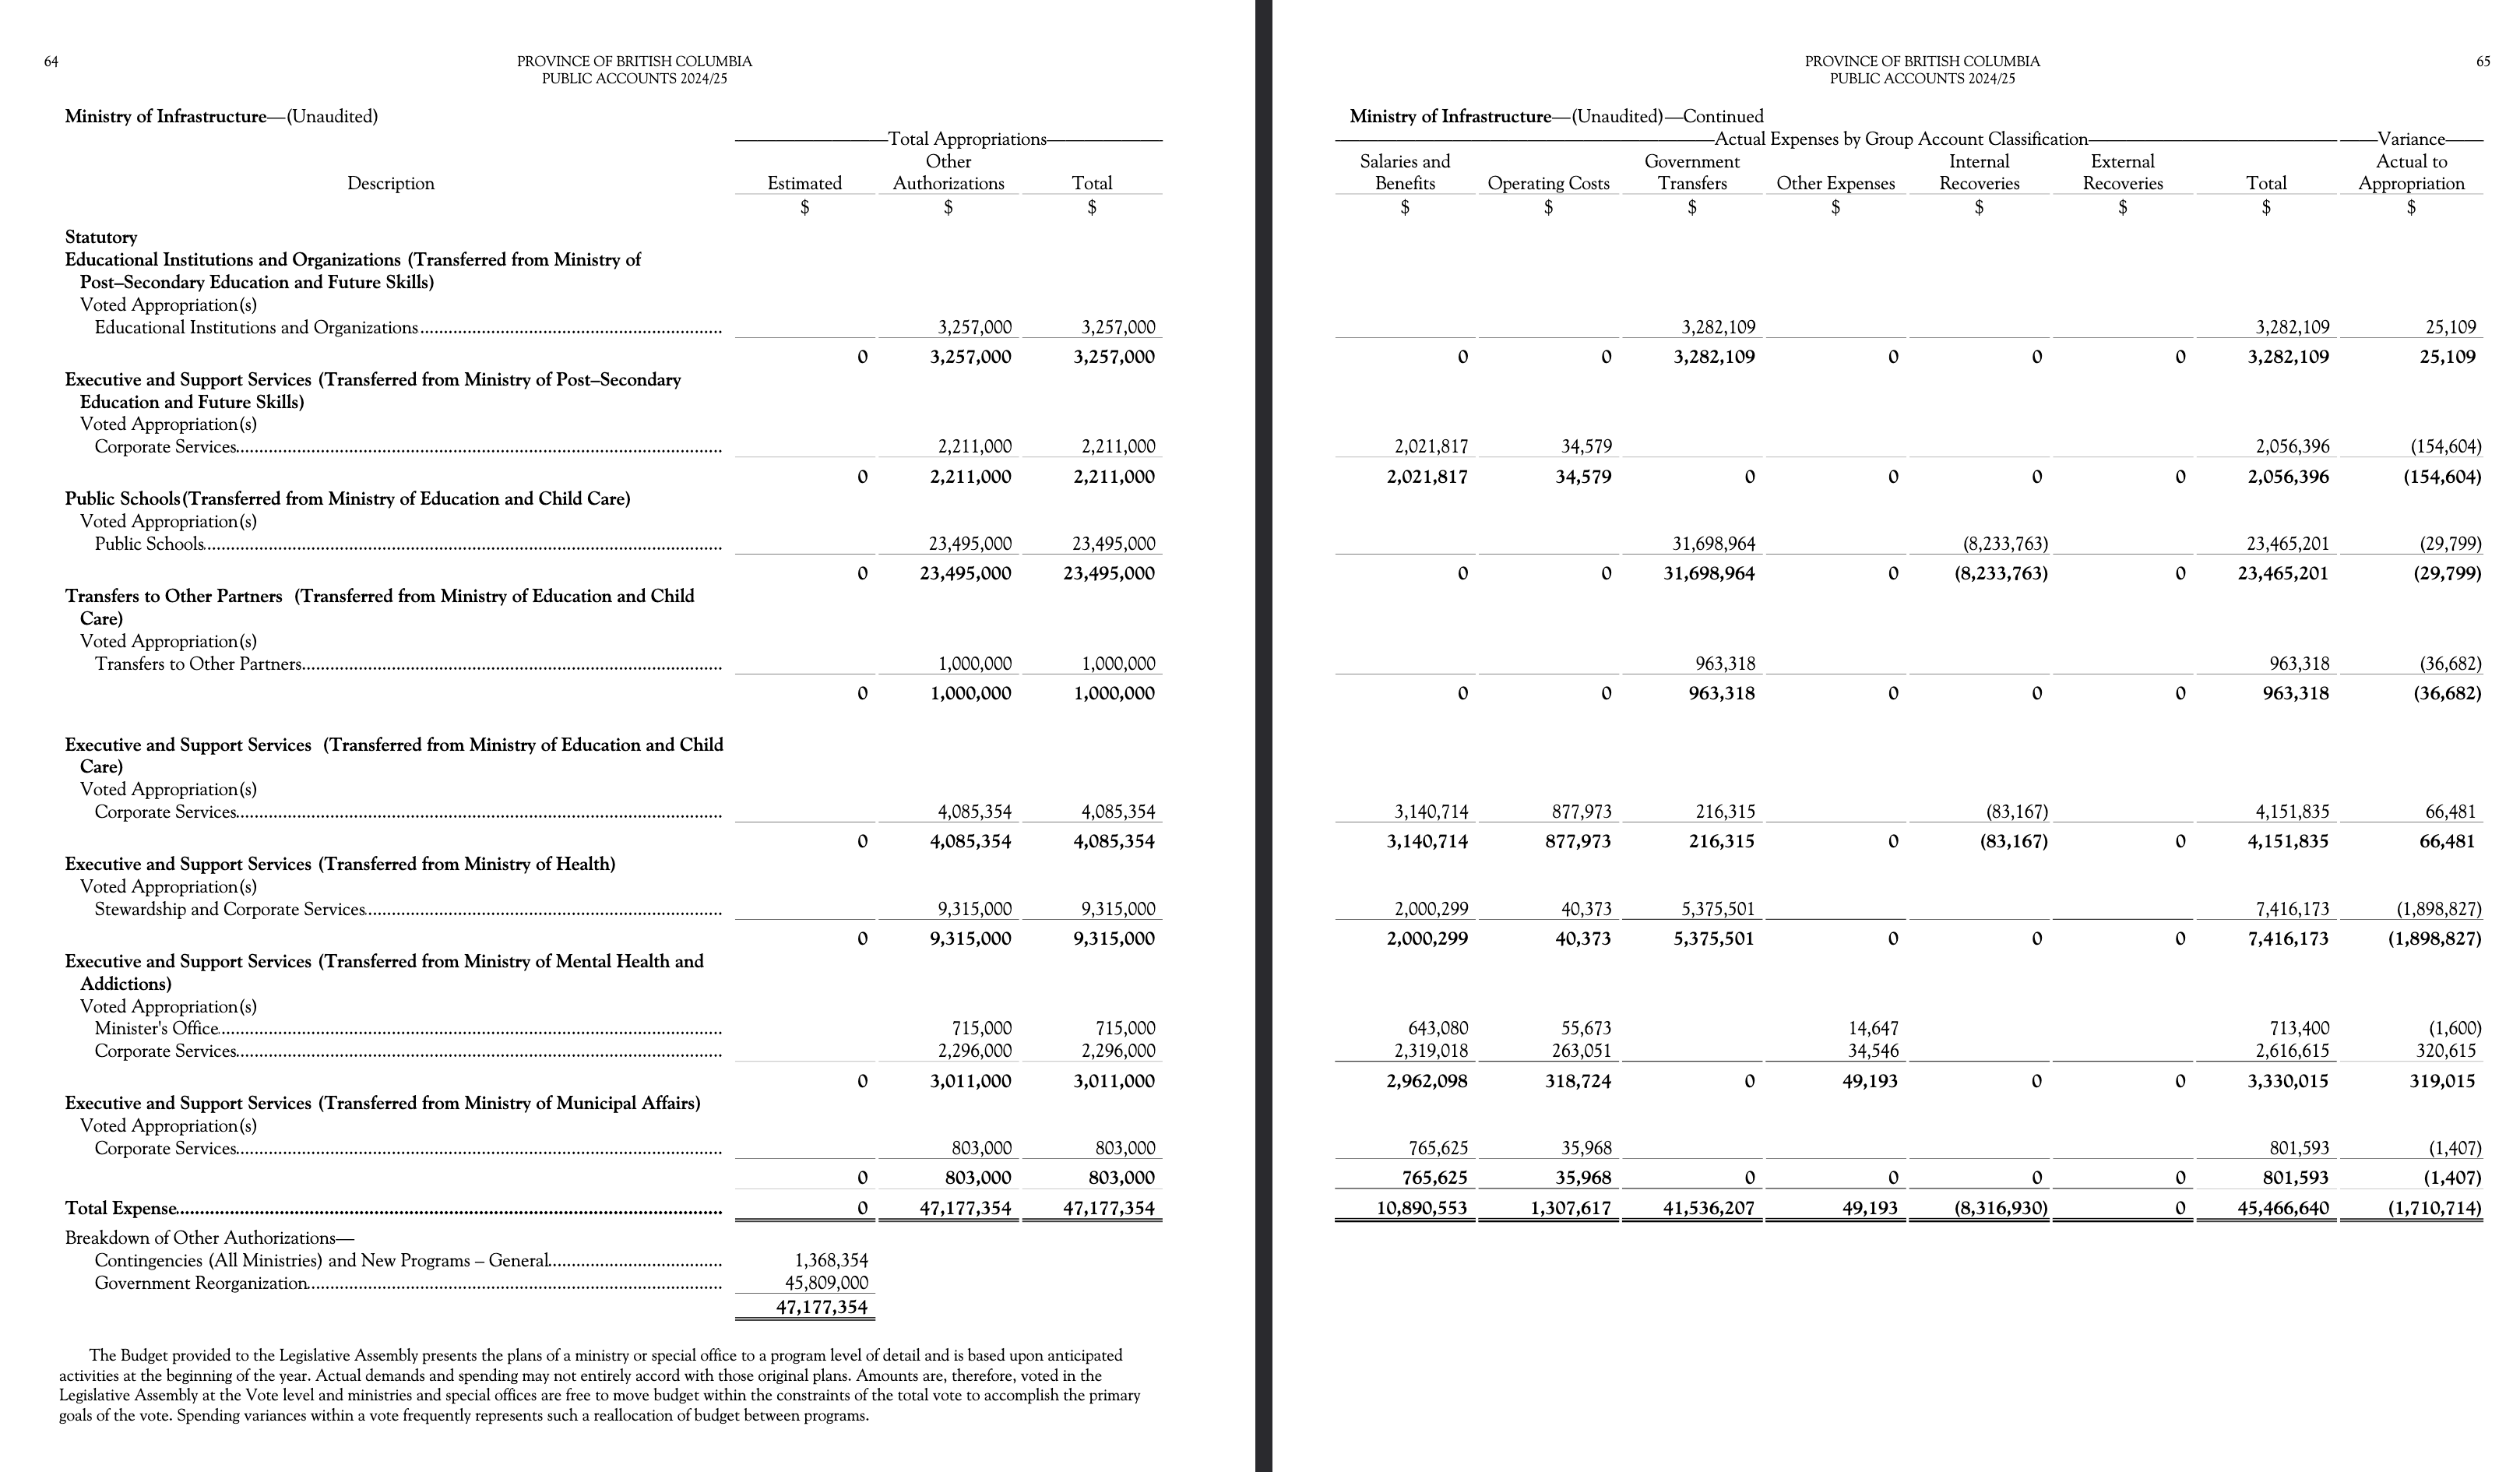 64
PROVINCE OF BRITISH COLUMBIA
PUBLIC ACCOUNTS 2024/25
Ministry of Infrastructure—(Unaudited)
Total Appropriations
Other
Description Estimated Authorizations Total
$ $ $
Statutory
Educational Institutions and Organizations (Transferred from Ministry of
Post–Secondary Education and Future Skills)
Voted Appropriation(s)
Educational Institutions and Organizations 3,257,000 3,257,000
0 3,257,000 3,257,000
Executive and Support Services (Transferred from Ministry of Post–Secondary
Education and Future Skills)
Voted Appropriation(s)
Corporate Services 2,211,000 2,211,000
0 2,211,000 2,211,000
Public Schools(Transferred from Ministry of Education and Child Care)
Voted Appropriation(s)
Public Schools 23,495,000 23,495,000
0 23,495,000 23,495,000
Transfers to Other Partners (Transferred from Ministry of Education and Child
Care)
Voted Appropriation(s)
Transfers to Other Partners 1,000,000 1,000,000
0 1,000,000 1,000,000
Executive and Support Services (Transferred from Ministry of Education and Child
Care)
Voted Appropriation(s)
Corporate Services 4,085,354 4,085,354
0 4,085,354 4,085,354
Executive and Support Services (Transferred from Ministry of Health)
Voted Appropriation(s)
Stewardship and Corporate Services 9,315,000 9,315,000
0 9,315,000 9,315,000
Executive and Support Services (Transferred from Ministry of Mental Health and
Addictions)
Voted Appropriation(s)
Minister's Office 715,000 715,000
Corporate Services 2,296,000 2,296,000
0 3,011,000 3,011,000
Executive and Support Services (Transferred from Ministry of Municipal Affairs)
Voted Appropriation(s)
Corporate Services 803,000 803,000
0 803,000 803,000
Total Expense 0 47,177,354 47,177,354
Breakdown of Other Authorizations—
Contingencies (All Ministries) and New Programs – General 1,368,354
Government Reorganization 45,809,000
47,177,354
The Budget provided to the Legislative Assembly presents the plans of a ministry or special office to a program level of detail and is based upon anticipated
activities at the beginning of the year. Actual demands and spending may not entirely accord with those original plans. Amounts are, therefore, voted in the
Legislative Assembly at the Vote level and ministries and special offices are free to move budget within the constraints of the total vote to accomplish the primary
goals of the vote. Spending variances within a vote frequently represents such a reallocation of budget between programs.
PROVINCE OF BRITISH COLUMBIA
PUBLIC ACCOUNTS 2024/25
65
Ministry of Infrastructure—(Unaudited)—Continued
Actual Expenses by Group Account Classification Variance
Salaries and Government Internal External Actual to
Benefits Operating Costs Transfers Other Expenses Recoveries Recoveries Total Appropriation
$ $ $ $ $ $ $ $
3,282,109 3,282,109 25,109
0 0 3,282,109 0 0 0 3,282,109 25,109
2,021,817 34,579 2,056,396 (154,604)
2,021,817 34,579 0 0 0 0 2,056,396 (154,604)
31,698,964 (8,233,763) 23,465,201 (29,799)
0 0 31,698,964 0 (8,233,763) 0 23,465,201 (29,799)
963,318 963,318 (36,682)
0 0 963,318 0 0 0 963,318 (36,682)
3,140,714 877,973 216,315 (83,167) 4,151,835 66,481
3,140,714 877,973 216,315 0 (83,167) 0 4,151,835 66,481
2,000,299 40,373 5,375,501 7,416,173 (1,898,827)
2,000,299 40,373 5,375,501 0 0 0 7,416,173 (1,898,827)
643,080 55,673 14,647 713,400 (1,600)
2,319,018 263,051 34,546 2,616,615 320,615
2,962,098 318,724 0 49,193 0 0 3,330,015 319,015
765,625 35,968 801,593 (1,407)
765,625 35,968 0 0 0 0 801,593 (1,407)
10,890,553 1,307,617 41,536,207 49,193 (8,316,930) 0 45,466,640 (1,710,714)